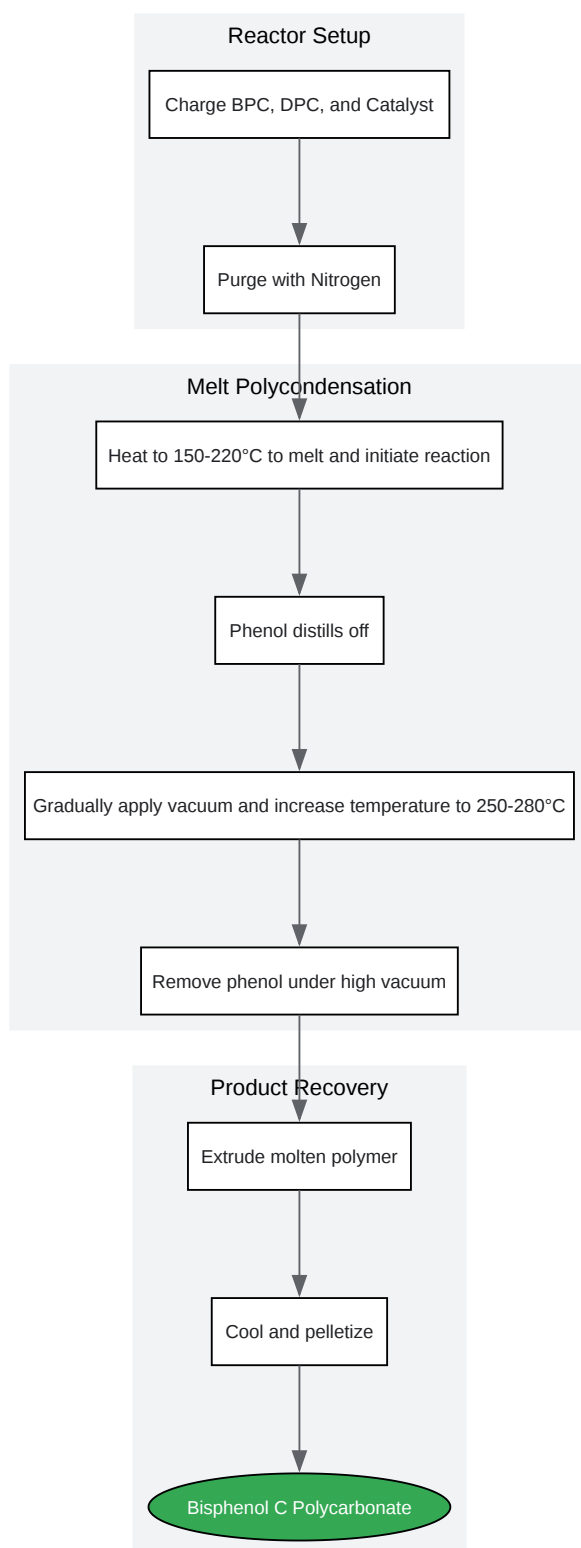 Reactor Setup
Charge BPC, DPC, and Catalyst
Purge with Nitrogen
Melt Polycondensation
Heat to 150-220°C to melt and initiate reaction
Phenol distills off
Gradually apply vacuum and increase temperature to 250-280°C
Remove phenol under high vacuum
Product Recovery
Extrude molten polymer
Cool and pelletize
Bisphenol C Polycarbonate